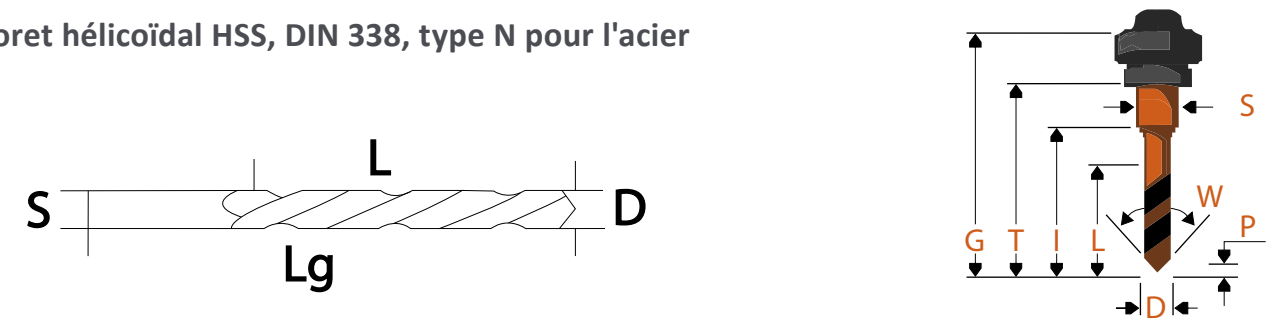 oret hélicoïdal HSS, DIN 338, type N pour l'acier
L
S
D
Lg
S
W
P
G T I L
D